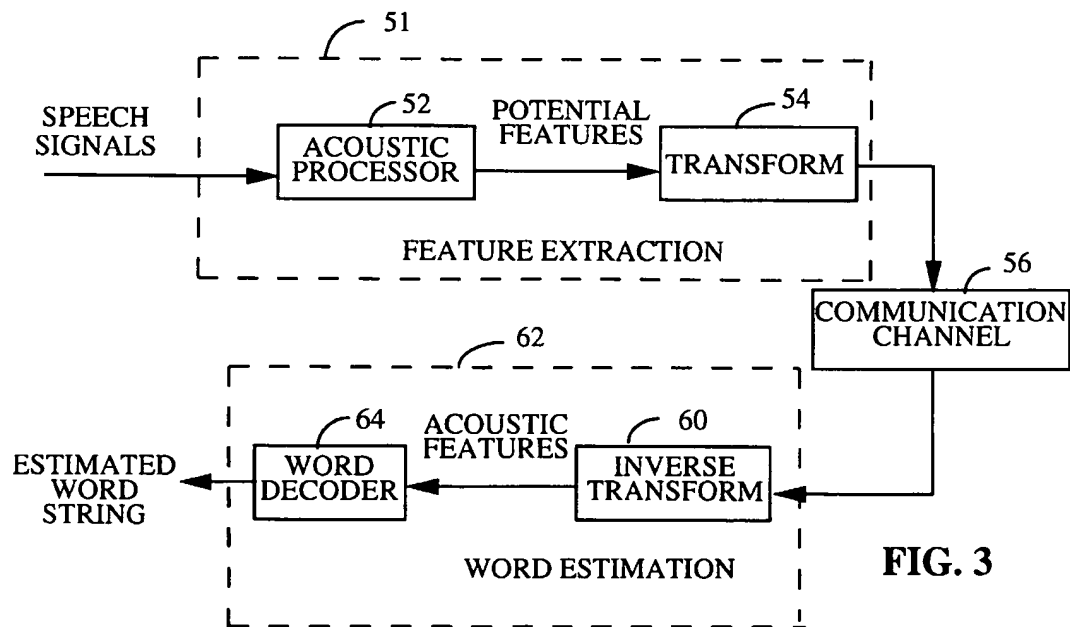 51
SPEECH
SIGNALS
52
ACOUSTIC
PROCESSOR
POTENTIAL
FEATURES
54
TRANSFORM
FEATURE EXTRACTION
56
COMMUNICATION
CHANNEL
62
64
WORD
DECODER
ACOUSTIC
FEATURES
60
INVERSE
TRANSFORM
ESTIMATED
WORD
STRING
WORD ESTIMATION
FIG. 3